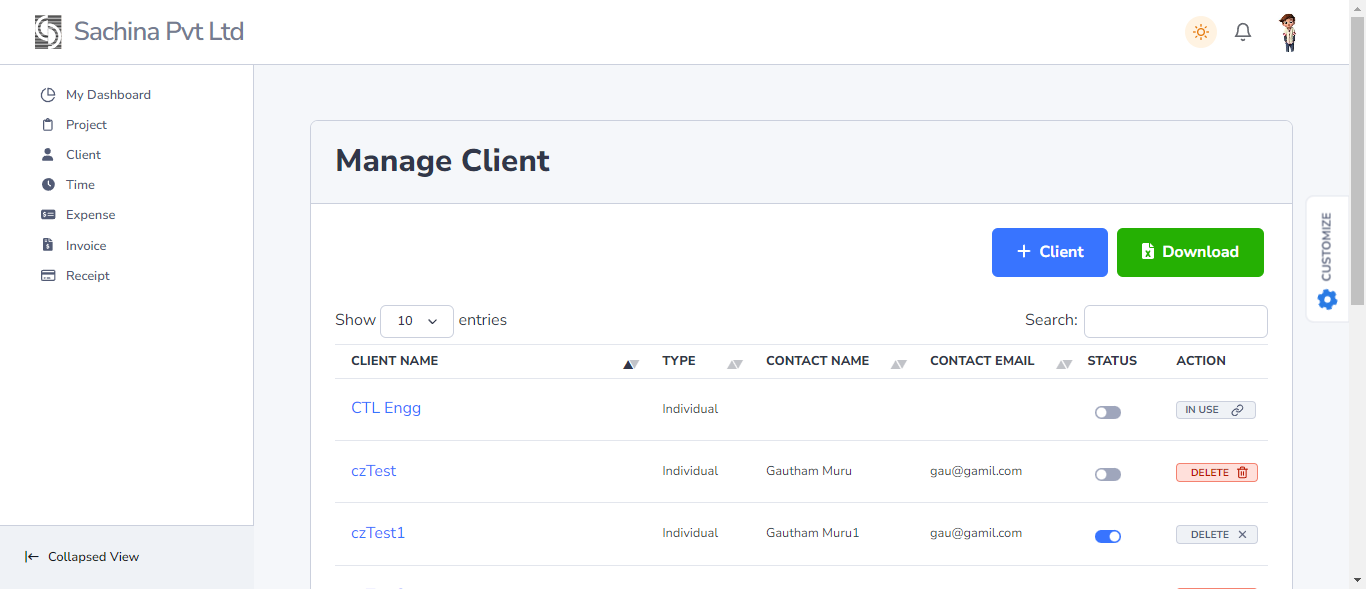 Sachina Pvt Ltd
My Dashboard
Project
Client
Time
Expense
Invoice
Receipt
Collapsed View
Manage Client
+ Client
Download
Show 10 entries
Search:
CLIENT NAME TYPE CONTACT NAME CONTACT EMAIL STATUS ACTION
CTL Engg Individual IN USE
czTest Individual Gautham Muru gau@gamil.com DELETE
czTest1 Individual Gautham Muru1 gau@gamil.com DELETE
CUSTOMIZE